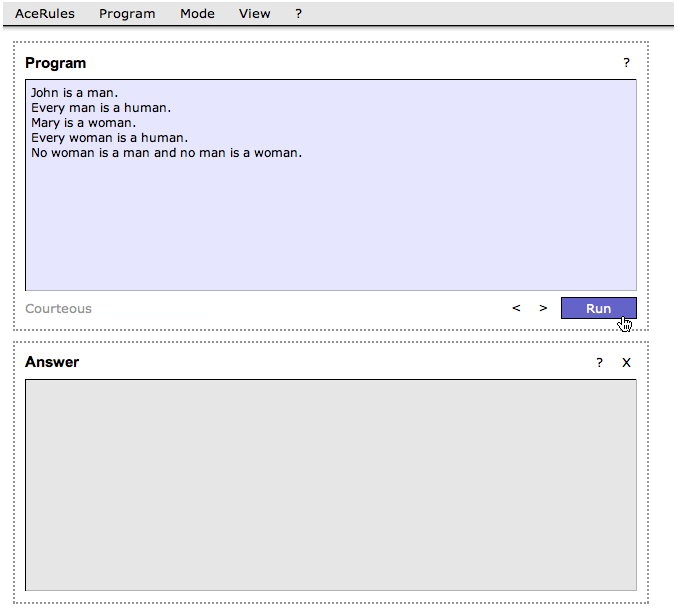 AceRules Program Mode View ?
Program ?
John is a man.
Every man is a human.
Mary is a woman.
Every woman is a human.
No woman is a man and no man is a woman.
Courteous < > Run
Answer ? X